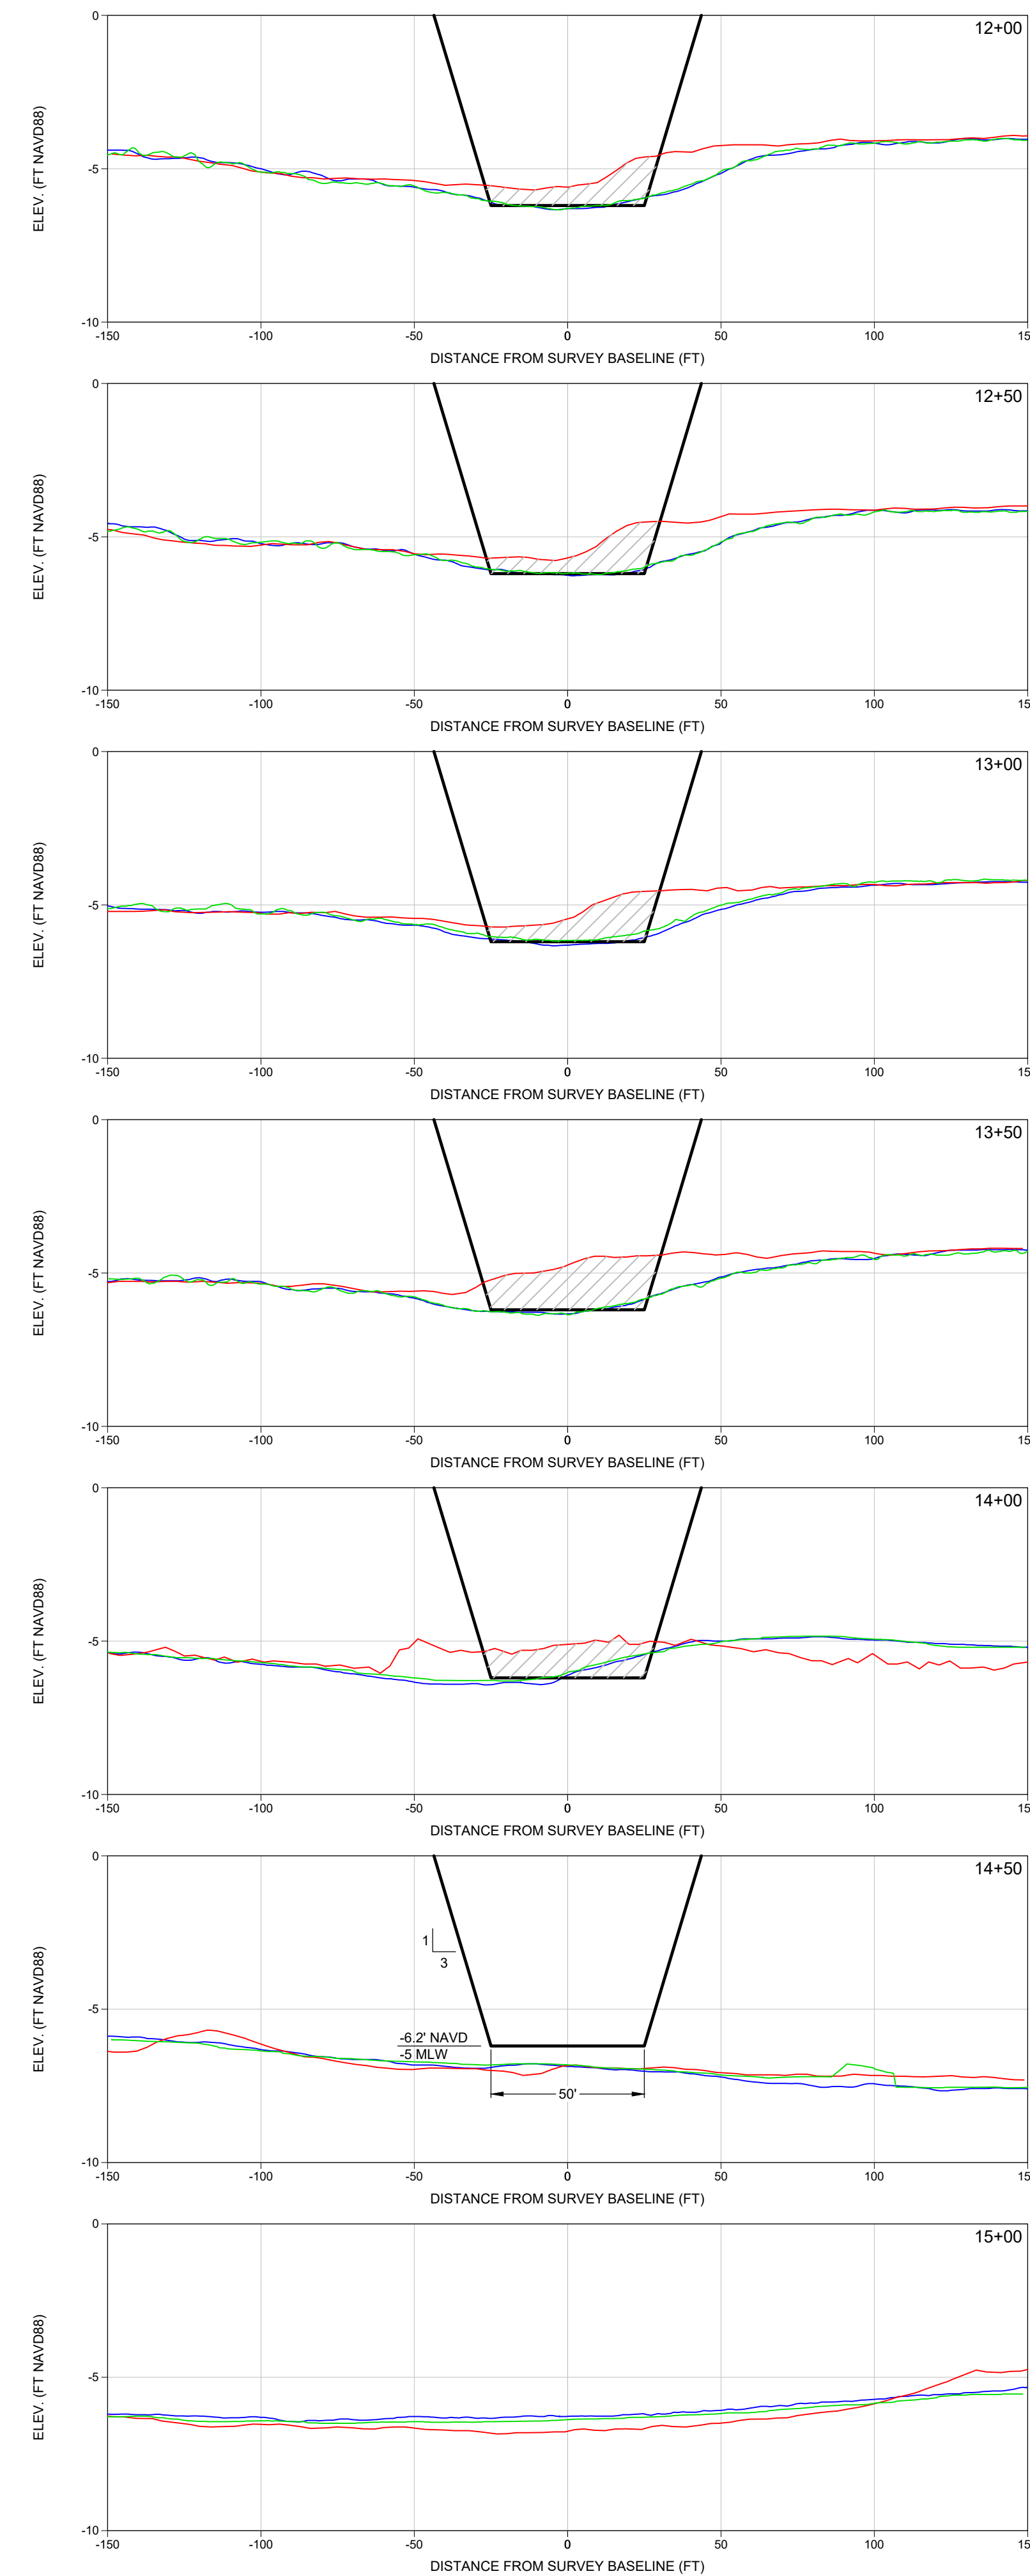 12+00
0
-5
-10
ELEV. (FT NAVD88)
-150 -100 -50 0 50 100 15
DISTANCE FROM SURVEY BASELINE (FT)
12+50
0
-5
-10
ELEV. (FT NAVD88)
-150 -100 -50 0 50 100 15
DISTANCE FROM SURVEY BASELINE (FT)
13+00
0
-5
-10
ELEV. (FT NAVD88)
-150 -100 -50 0 50 100 15
DISTANCE FROM SURVEY BASELINE (FT)
13+50
0
-5
-10
ELEV. (FT NAVD88)
-150 -100 -50 0 50 100 15
DISTANCE FROM SURVEY BASELINE (FT)
14+00
0
-5
-10
ELEV. (FT NAVD88)
-150 -100 -50 0 50 100 15
DISTANCE FROM SURVEY BASELINE (FT)
14+50
0
-5
-10
ELEV. (FT NAVD88)
1
3
-6.2' NAVD
-5 MLW
50'
-150 -100 -50 0 50 100 15
DISTANCE FROM SURVEY BASELINE (FT)
15+00
0
-5
-10
ELEV. (FT NAVD88)
-150 -100 -50 0 50 100 15
DISTANCE FROM SURVEY BASELINE (FT)